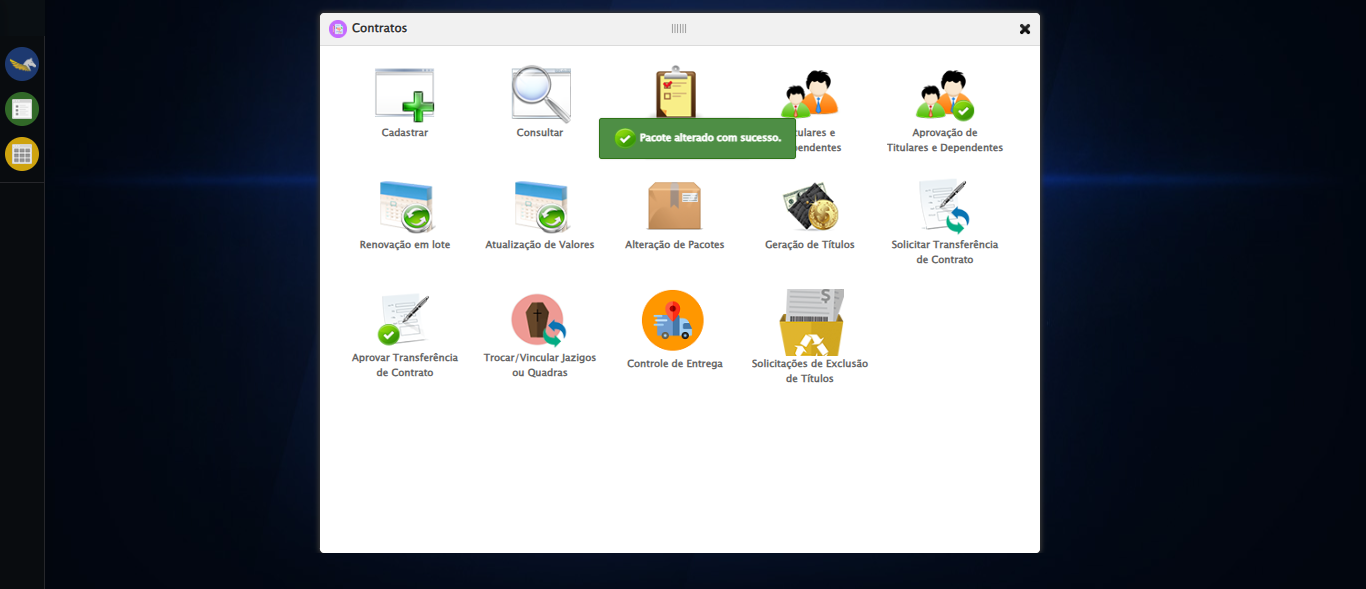 Contratos
Cadastrar
Consultar
Pacote alterado com sucesso.
e
Aprovação de
Titulares e Dependentes
Renovação em lote
Atualização de Valores
Alteração de Pacotes
Geração de Títulos
Solicitar Transferência
de Contrato
Aprovar Transferência
de Contrato
Trocar/Vincular Jazigos
ou Quadras
Controle de Entrega
Solicitações de Exclusão
de Títulos